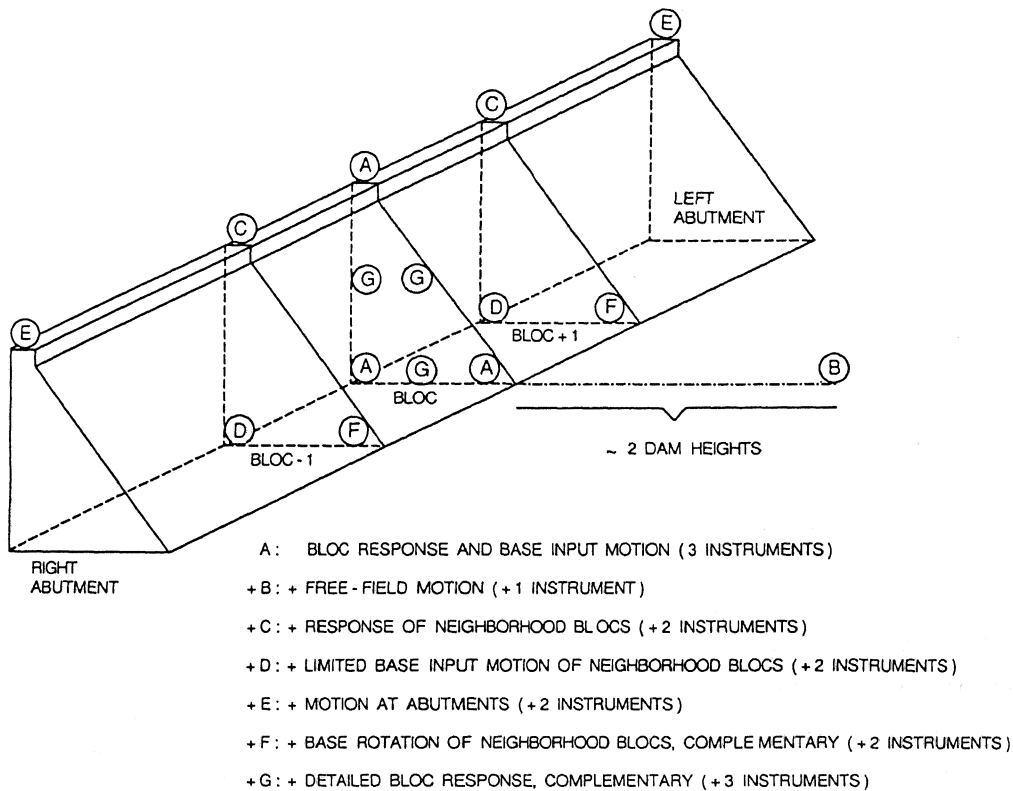 E
C
A
C
E
LEFT
ABUTMENT
G G
D F
BLOC + 1
A G A B
BLOC
D F
BLOC - 1
~ 2 DAM HEIGHTS
RIGHT
ABUTMENT
A : BLOC RESPONSE AND BASE INPUT MOTION ( 3 INSTRUMENTS )
+ B : + FREE - FIELD MOTION ( + 1 INSTRUMENT )
+ C : + RESPONSE OF NEIGHBORHOOD BLOCS ( + 2 INSTRUMENTS )
+ D : + LIMITED BASE INPUT MOTION OF NEIGHBORHOOD BLOCS ( + 2 INSTRUMENTS )
+ E : + MOTION AT ABUTMENTS ( + 2 INSTRUMENTS )
+ F : + BASE ROTATION OF NEIGHBORHOOD BLOCS, COMPLEMENTARY ( + 2 INSTRUMENTS )
+ G : + DETAILED BLOC RESPONSE, COMPLEMENTARY ( + 3 INSTRUMENTS )